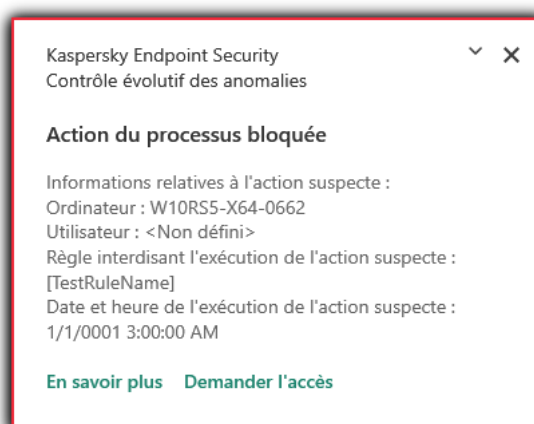 Kaspersky Endpoint Security
Contrôle évolutif des anomalies
Action du processus bloquée
Informations relatives à l'action suspecte :
Ordinateur : W10RS5-X64-0662
Utilisateur : <Non défini>
Règle interdisant l'exécution de l'action suspecte :
[TestRuleName]
Date et heure de l'exécution de l'action suspecte :
1/1/0001 3:00:00 AM
En savoir plus Demander l'accès